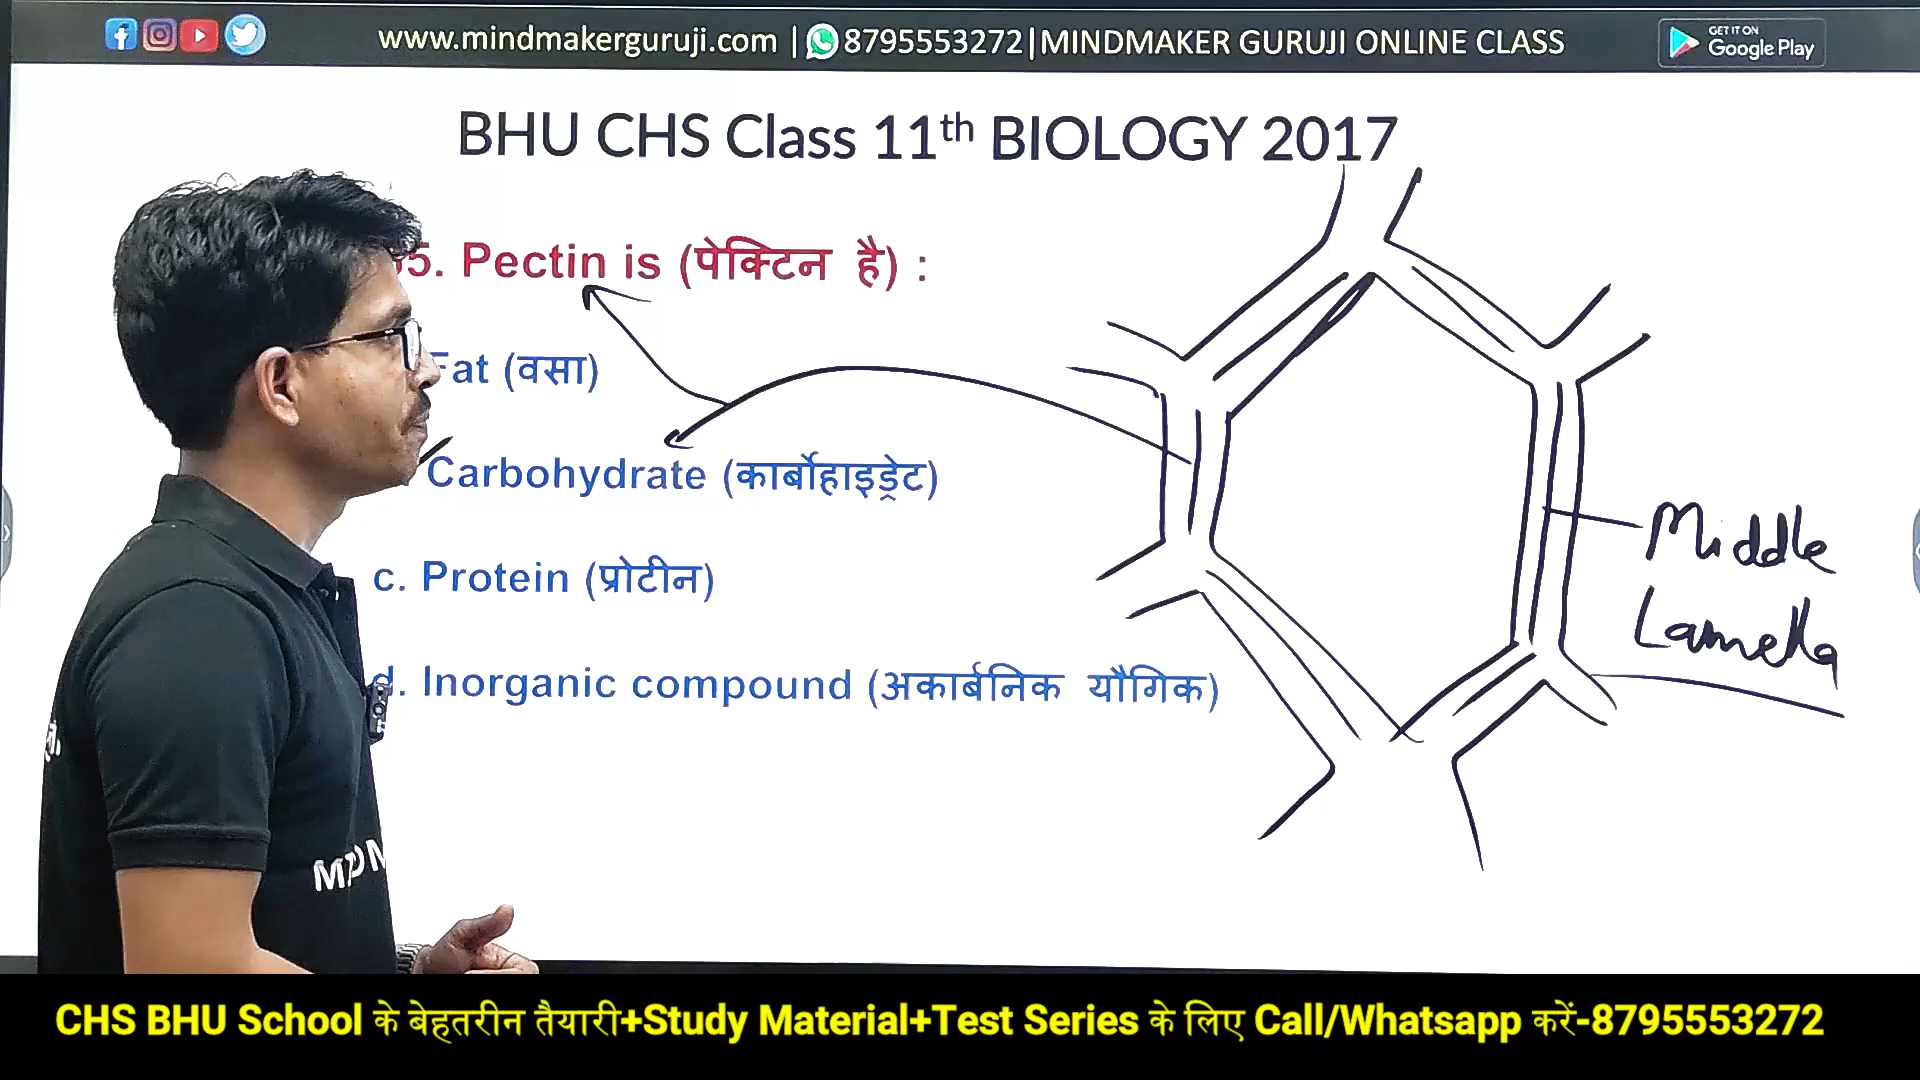 www.mindmakerguruji.com | 8795553272|MINDMAKER GURUJI ONLINE CLASS
GET IT ON
Google Play
BHU CHS Class 11th BIOLOGY 2017
5. Pectin is (पेक्टिन है) :
Fat (वसा)
Carbohydrate (कार्बोहाइड्रेट)
c. Protein (प्रोटीन)
d. Inorganic compound (अकार्बनिक यौगिक)
Middle
Lamella
CHS BHU School के बेहतरीन तैयारी+Study Material+Test Series के लिए Call/Whatsapp करें-8795553272